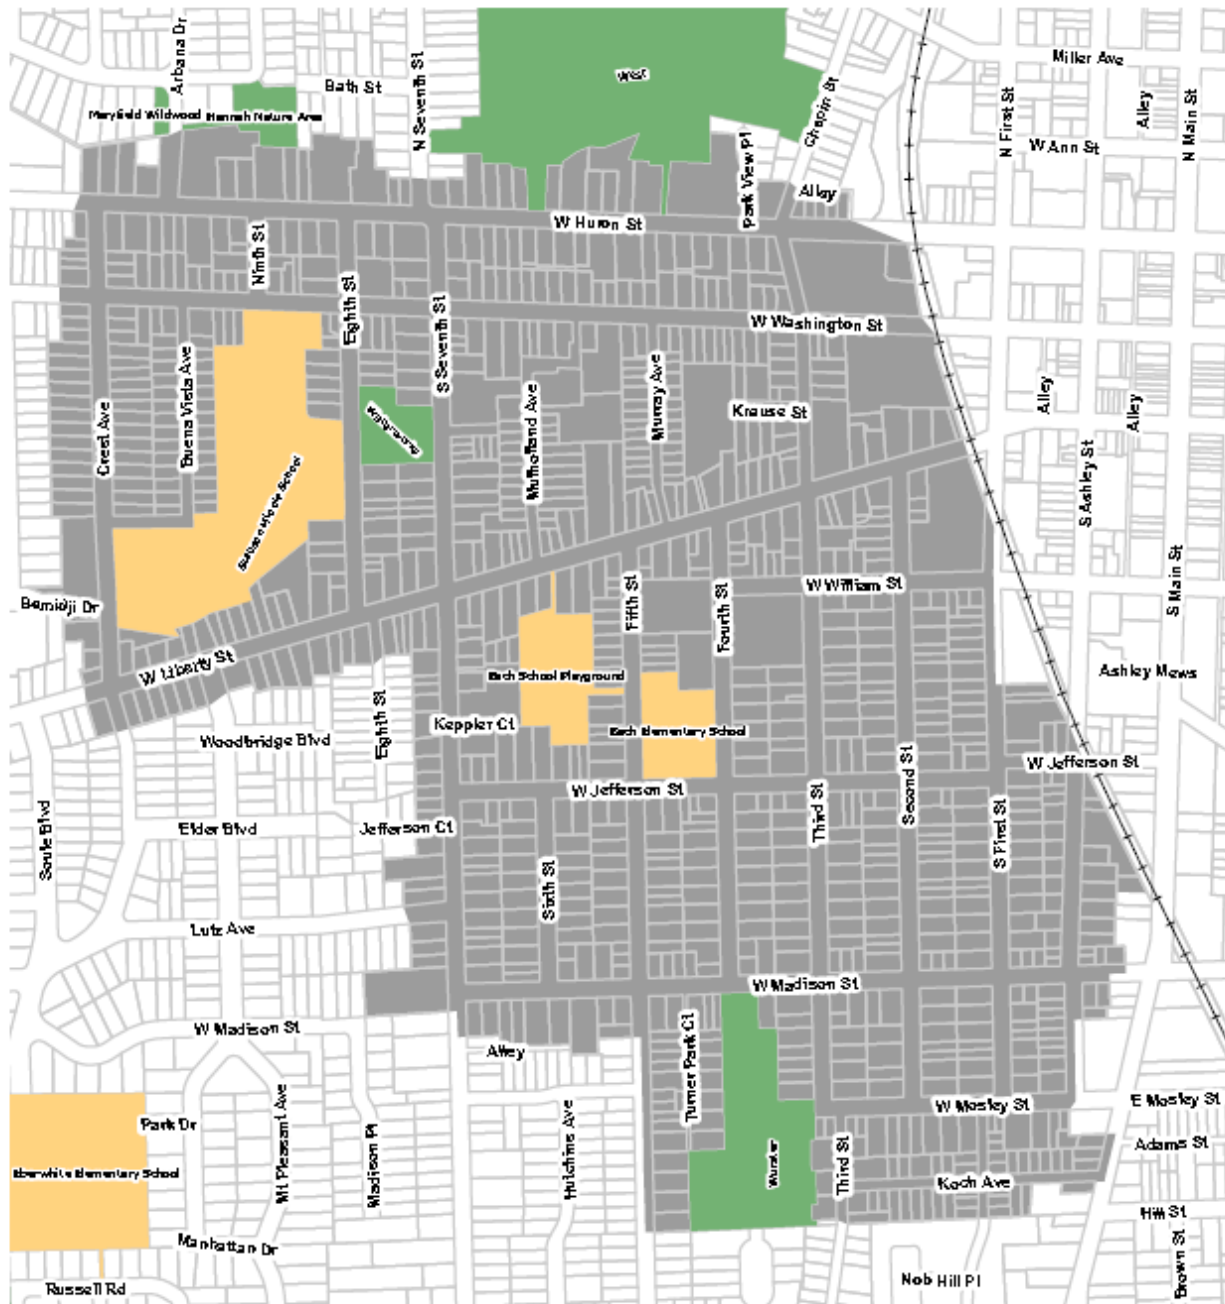 Arbana Dr
Bath St
N Seventh St
West
Chapin St
Miller Ave
Alley
N First St
N Main St
Maryfield Wildwood
Hannah Nature Area
W Ann St
Park View Pl
Alley
W Huron St
Ninth St
Eighth St
S Seventh St
W Washington St
Buena Vista Ave
Crest Ave
Mulholland Ave
Murray Ave
Krause St
Alley
Alley
S Ashley St
S Main St
Bemidji Dr
W Liberty St
Fifth St
Fourth St
W William St
Bach School Playground
Ashley Mews
Eighth St
Keppler Ct
Bach Elementary School
Woodbridge Blvd
W Jefferson St
W Jefferson St
Second St
Third St
S First St
Soule Blvd
Elder Blvd
Jefferson Ct
Sixth St
Lutz Ave
W Madison St
W Madison St
Alley
Turner Park Ct
Park Dr
Mt Pleasant Ave
Madison Pl
Hutchins Ave
W Mosley St
E Mosley St
Adams St
Eberwhite Elementary School
Wurster
Third St
Koch Ave
Hill St
Manhattan Dr
Brown St
Russell Rd
Nob Hill Pl